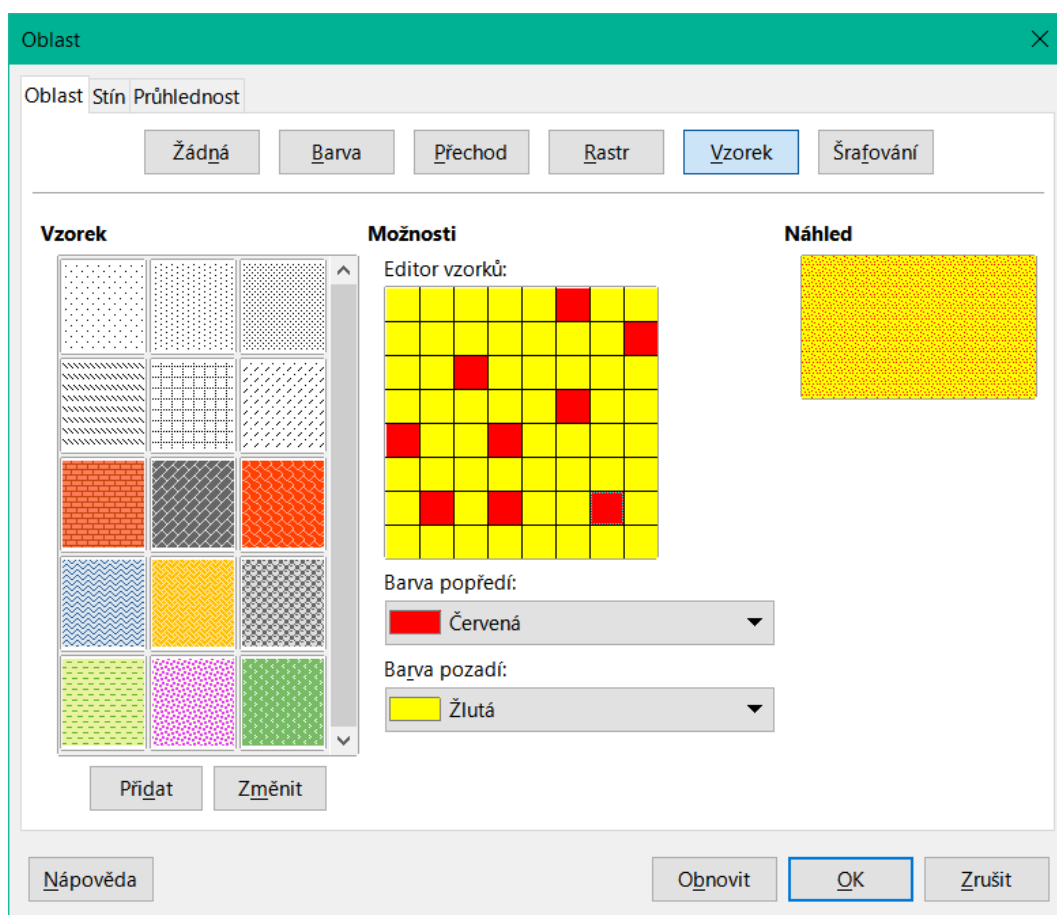 Oblast
Oblast Stín Průhlednost
Žádná Barva Přechod Rastr Vzorek Šrafování
Vzorek Možnosti Náhled
Editor vzorků:
Barva popředí:
Červená
Barva pozadí:
Žlutá
Přidat Změnit
Nápověda Obnovit OK Zrušit